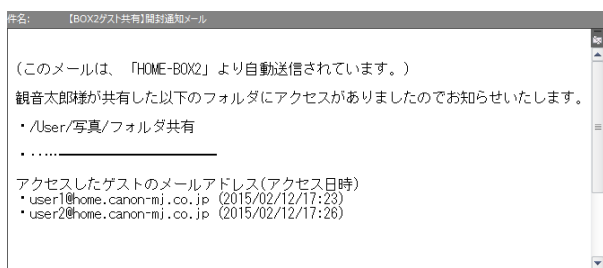 件名: 【BOX2ゲスト共有】開封通知メール
(このメールは、「HOME-BOX2」より自動送信されています。)
観音太郎様が共有した以下のフォルダにアクセスがありましたのでお知らせいたします。
・/User/写真/フォルダ共有
・.....
アクセスしたゲストのメールアドレス(アクセス日時)
・user1@home.canon-mj.co.jp (2015/02/12/17:23)
・user2@home.canon-mj.co.jp (2015/02/12/17:26)